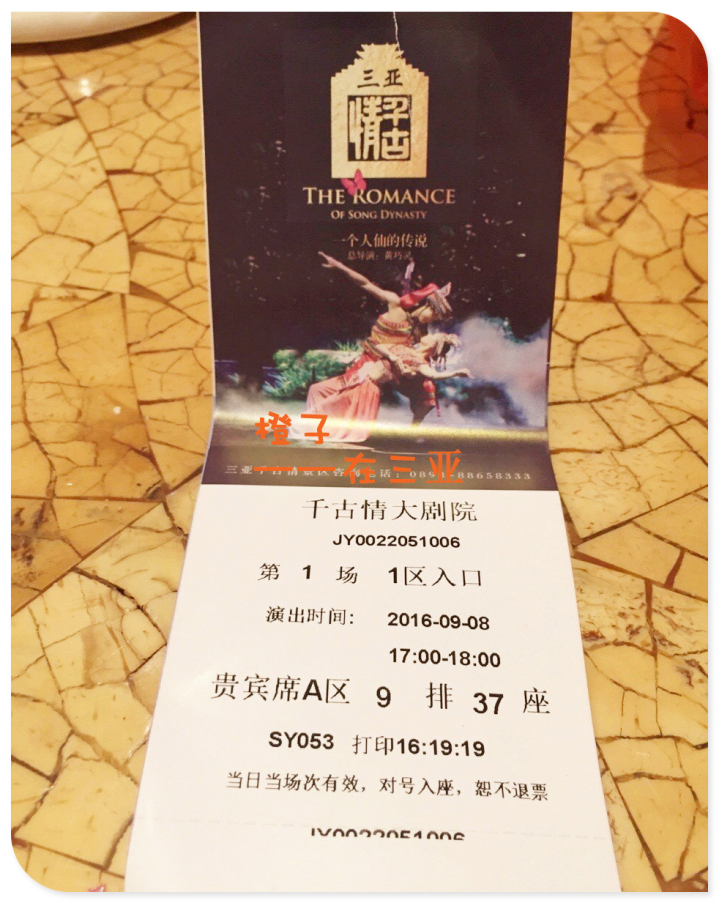 三亚
千古情
THE ROMANCE
OF SONG DYNASTY
一个人仙的传说
总导演：黄巧灵
橙子
在三亚
三亚千古情景区咨询电话：0898-88658333
千古情大剧院
JY0022051006
第 1 场 1区入口
演出时间: 2016-09-08
17:00-18:00
贵宾席A区 9 排 37 座
SY053 打印16:19:19
当日当场次有效，对号入座，恕不退票
JY0022051006